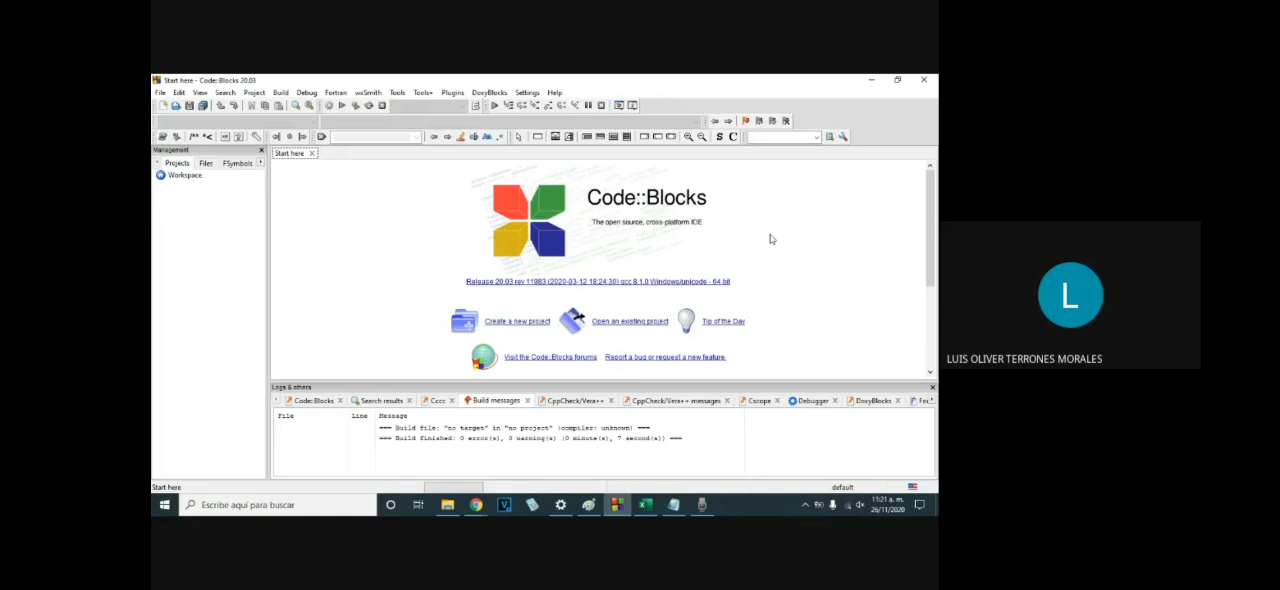 Start here - Code::Blocks 20.03
File Edit View Search Project Build Debug Fortran wxSmith Tools Tools+ Plugins DoxyBlocks Settings Help
/** *<
S C
Management
Projects Files FSymbols
Workspace
Start here
Code::Blocks
The open source, cross-platform IDE
Release 20.03 rev 11983 (2020-03-12 18:24:30) gcc 8.1.0 Windows/unicode - 64 bit
Create a new project Open an existing project Tip of the Day
Visit the Code::Blocks forums Report a bug or request a new feature
L
LUIS OLIVER TERRONES MORALES
Logs & others
Code::Blocks Search results Cccc Build messages CppCheck/Vera++ CppCheck/Vera++ messages Cscope Debugger DoxyBlocks
File Line Message
=== Build file: "no target" in "no project" (compiler: unknown) ===
=== Build finished: 0 error(s), 0 warning(s) (0 minute(s), 7 second(s)) ===
Start here default
Escribe aquí para buscar
11:21 a. m.
26/11/2020